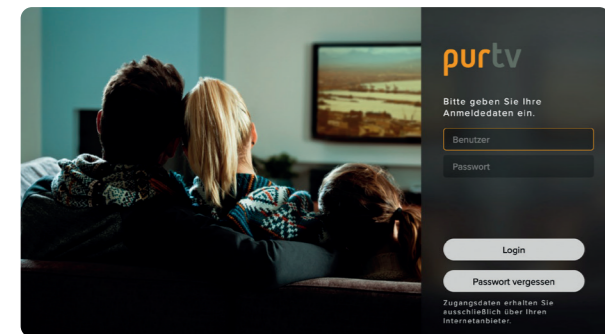 purtv
Bitte geben Sie Ihre
Anmeldedaten ein.
Benutzer
Passwort
Login
Passwort vergessen
Zugangsdaten erhalten Sie
ausschließlich über Ihren
Internetanbieter.